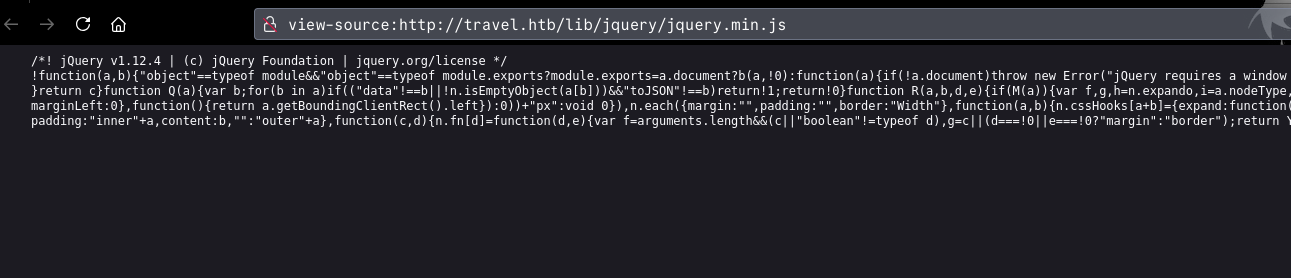 view-source:http://travel.htb/lib/jquery/jquery.min.js
/*! jQuery v1.12.4 | (c) jQuery Foundation | jquery.org/license */
!function(a,b){"object"==typeof module&&"object"==typeof module.exports?module.exports=a.document?b(a,!0):function(a){if(!a.document)throw new Error("jQuery requires a window
}return c}function Q(a){var b;for(b in a)if(("data"!==b||!n.isEmptyObject(a[b]))&&"toJSON"!==b)return!1;return!0}function R(a,b,d,e){if(M(a)){var f,g,h=n.expando,i=a.nodeType,
marginLeft:0},function(){return a.getBoundingClientRect().left}):0))+"px":void 0}),n.each({margin:"",padding:"",border:"Width"},function(a,b){n.cssHooks[a+b]={expand:function(
padding:"inner"+a,content:b,"":"outer"+a},function(c,d){n.fn[d]=function(d,e){var f=arguments.length&&(c||"boolean"!=typeof d),g=c||(d===!0||e===!0?"margin":"border");return Y